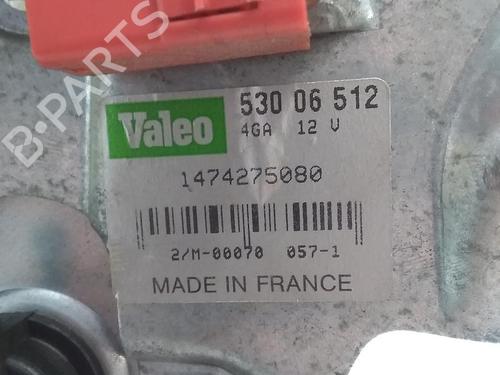 B-PARTS
Valeo 530 06 512
4GA 12 V
1474275080
2/M-00070 057-1
MADE IN FRANCE